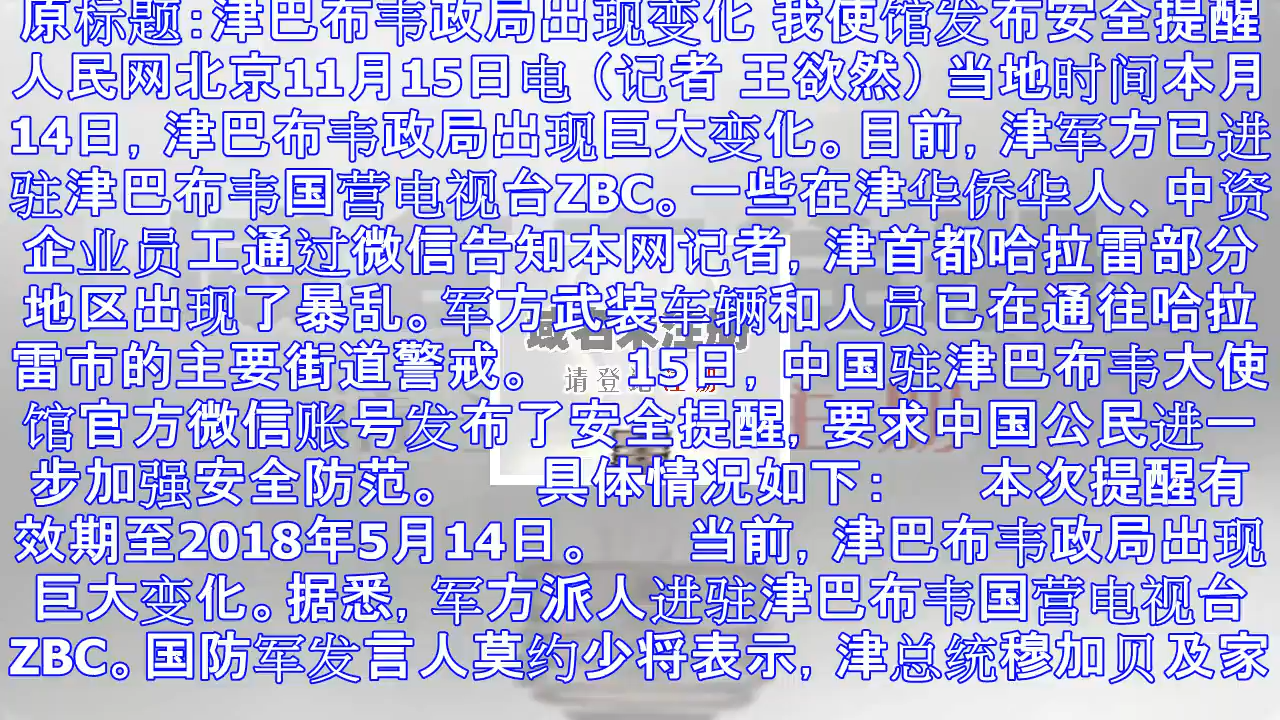 原标题:津巴布韦政局出现变化 我使馆发布安全提醒
人民网北京11月15日电（记者 王欲然）当地时间本月
14日, 津巴布韦政局出现巨大变化。目前, 津军方已进
驻津巴布韦国营电视台ZBC。一些在津华侨华人、中资
企业员工通过微信告知本网记者, 津首都哈拉雷部分
地区出现了暴乱。军方武装车辆和人员已在通往哈拉
雷市的主要街道警戒。 15日, 中国驻津巴布韦大使
馆官方微信账号发布了安全提醒, 要求中国公民进一
步加强安全防范。 具体情况如下: 本次提醒有
效期至2018年5月14日。 当前, 津巴布韦政局出现
巨大变化。据悉, 军方派人进驻津巴布韦国营电视台
ZBC。国防军发言人莫约少将表示, 津总统穆加贝及家
域名未注册
请登记注册